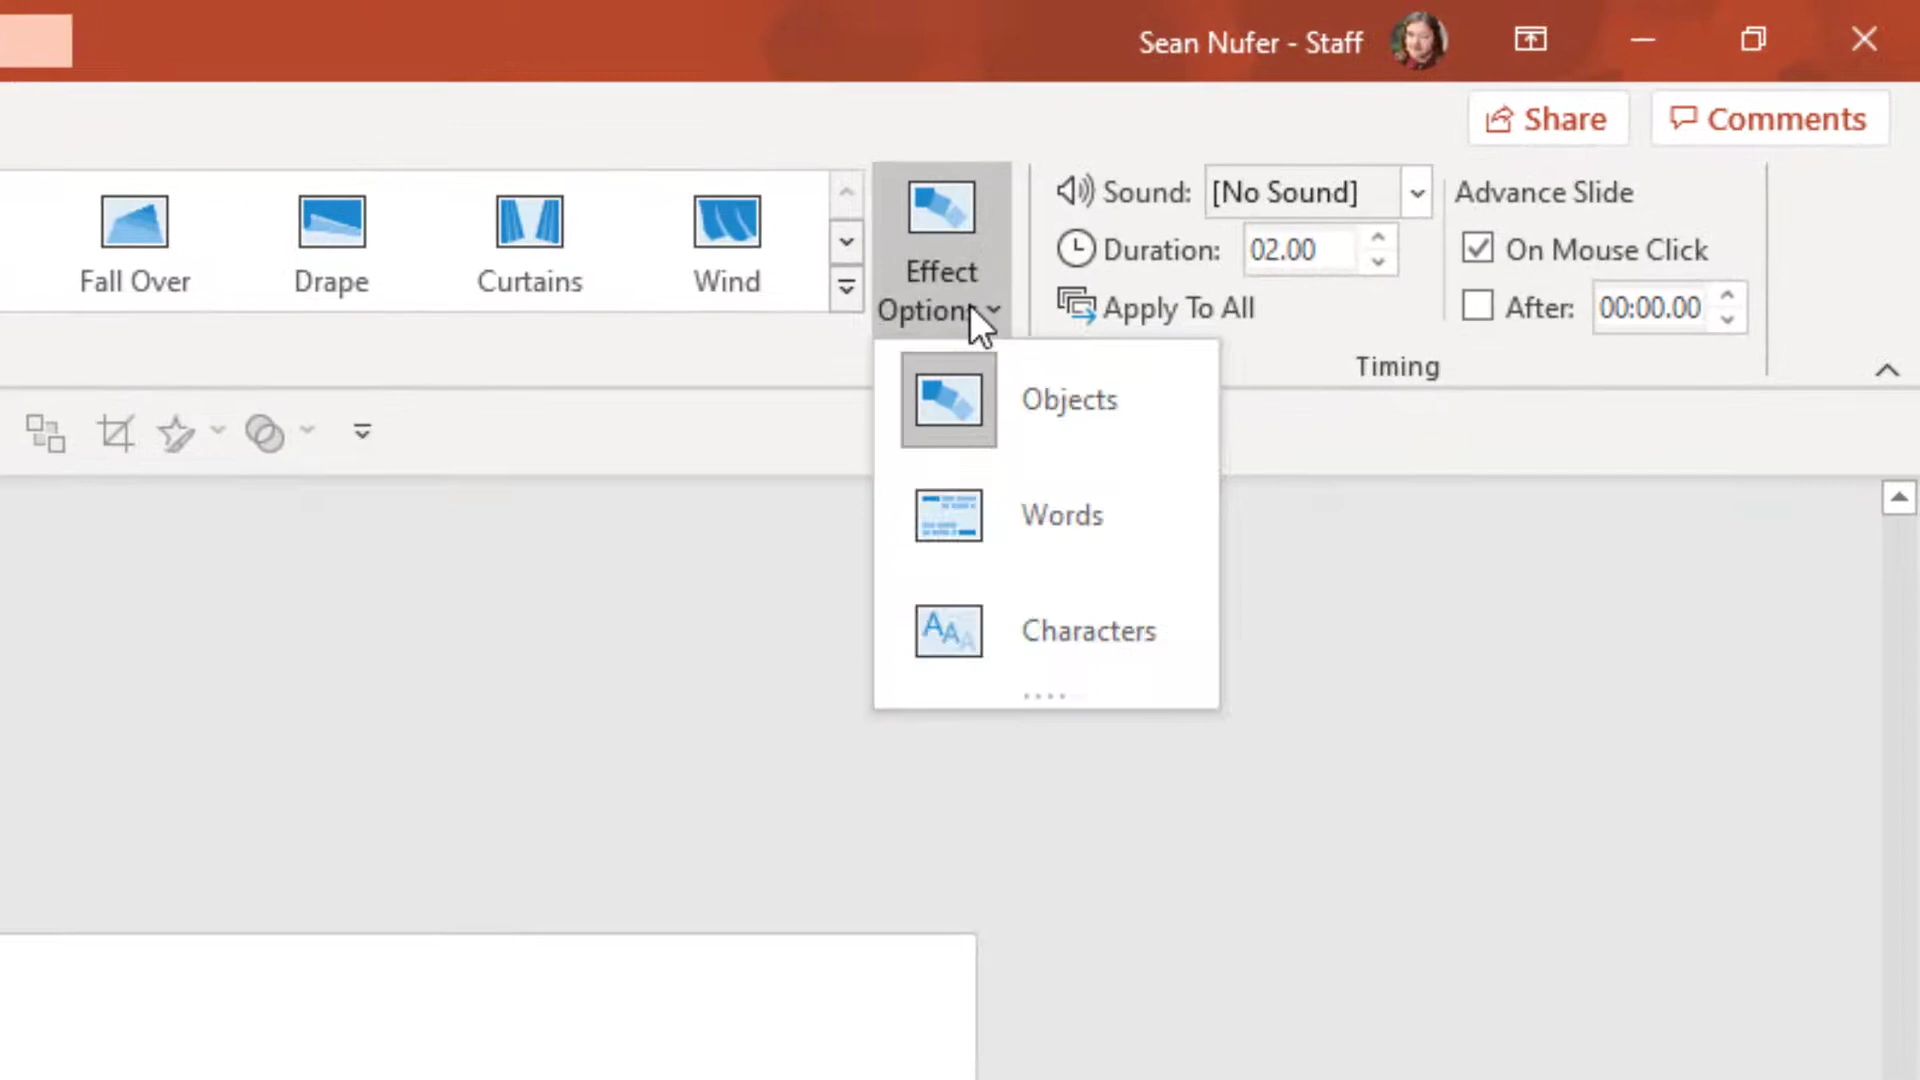 Sean Nufer - Staff
Share
Comments
Fall Over
Drape
Curtains
Wind
Effect
Options
Sound: [No Sound]
Duration: 02.00
Apply To All
Advance Slide
On Mouse Click
After: 00:00.00
Timing
Objects
Words
Characters